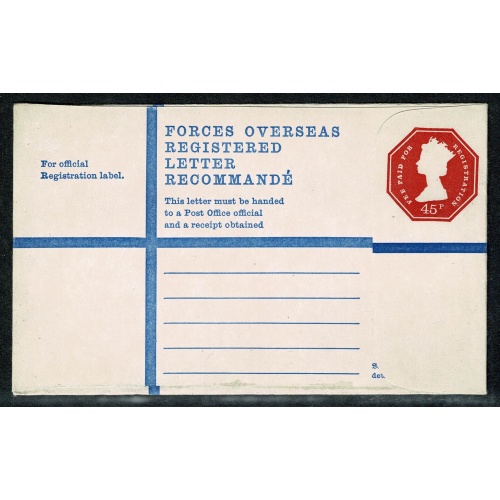 For official
Registration label.
FORCES OVERSEAS
REGISTERED
LETTER
RECOMMANDÉ
This letter must be handed
to a Post Office official
and a receipt obtained
FEE PAID FOR REGISTRATION
45P
S.
det.